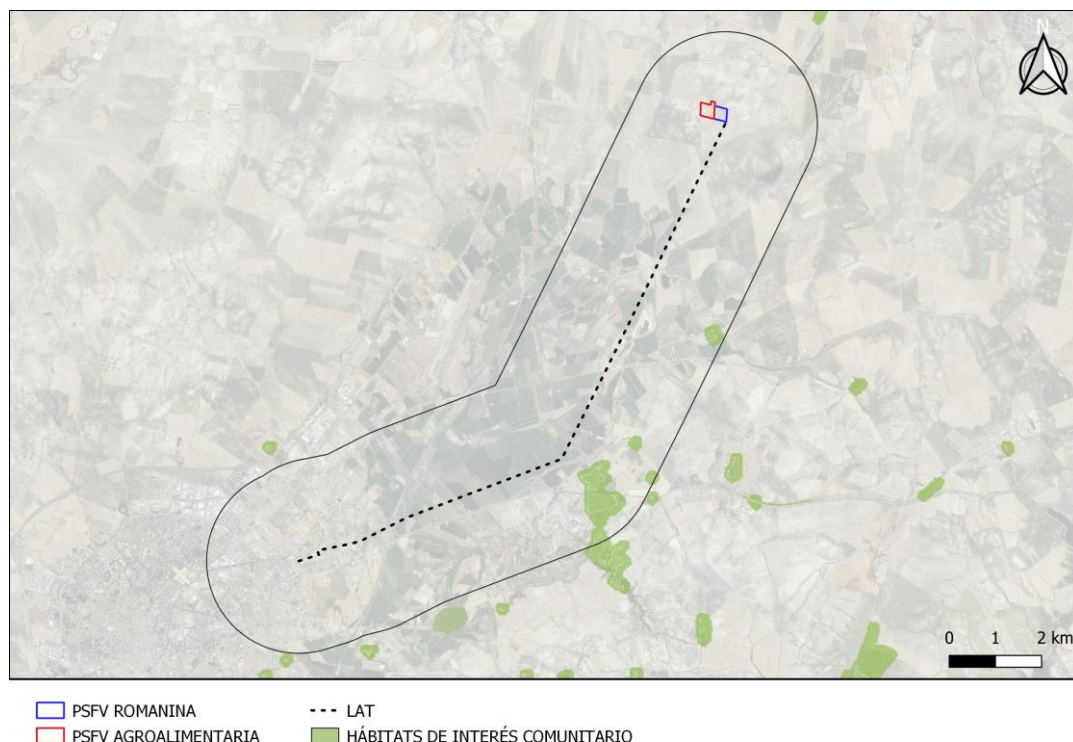 N
0 1 2 km
PSFV ROMANINA
LAT
PSFV AGROALIMENTARIA
HÁBITATS DE INTERÉS COMUNITARIO